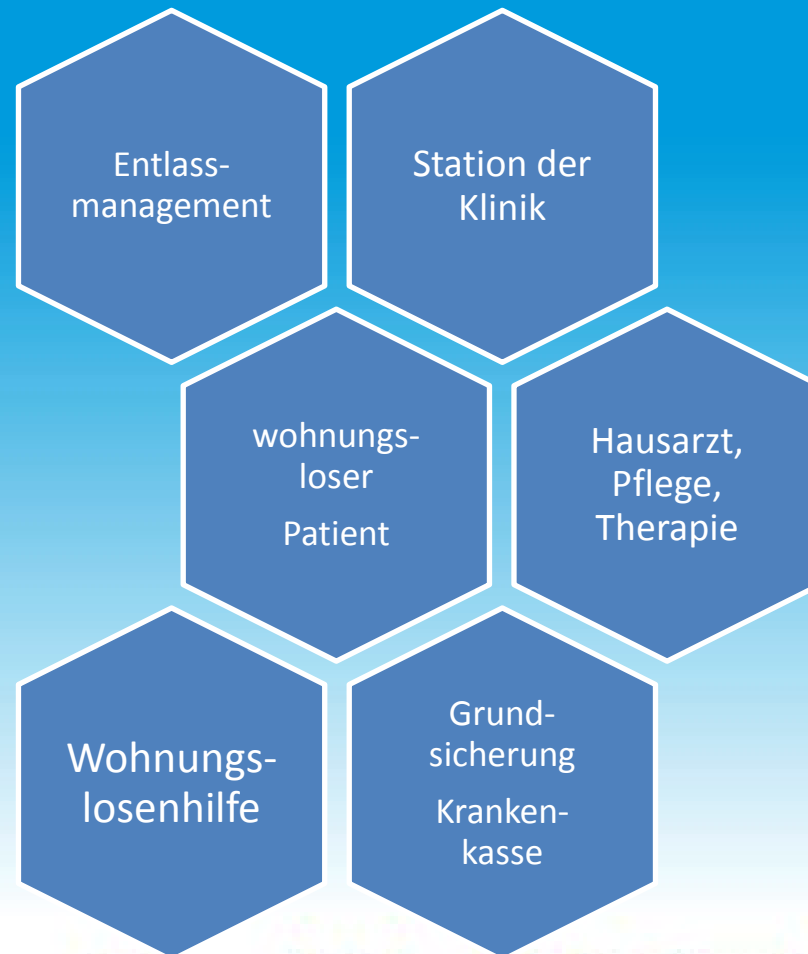 Entlass-
management
Station der
Klinik
wohnungs-
loser
Patient
Hausarzt,
Pflege,
Therapie
Wohnungs-
losenhilfe
Grund-
sicherung
Kranken-
kasse